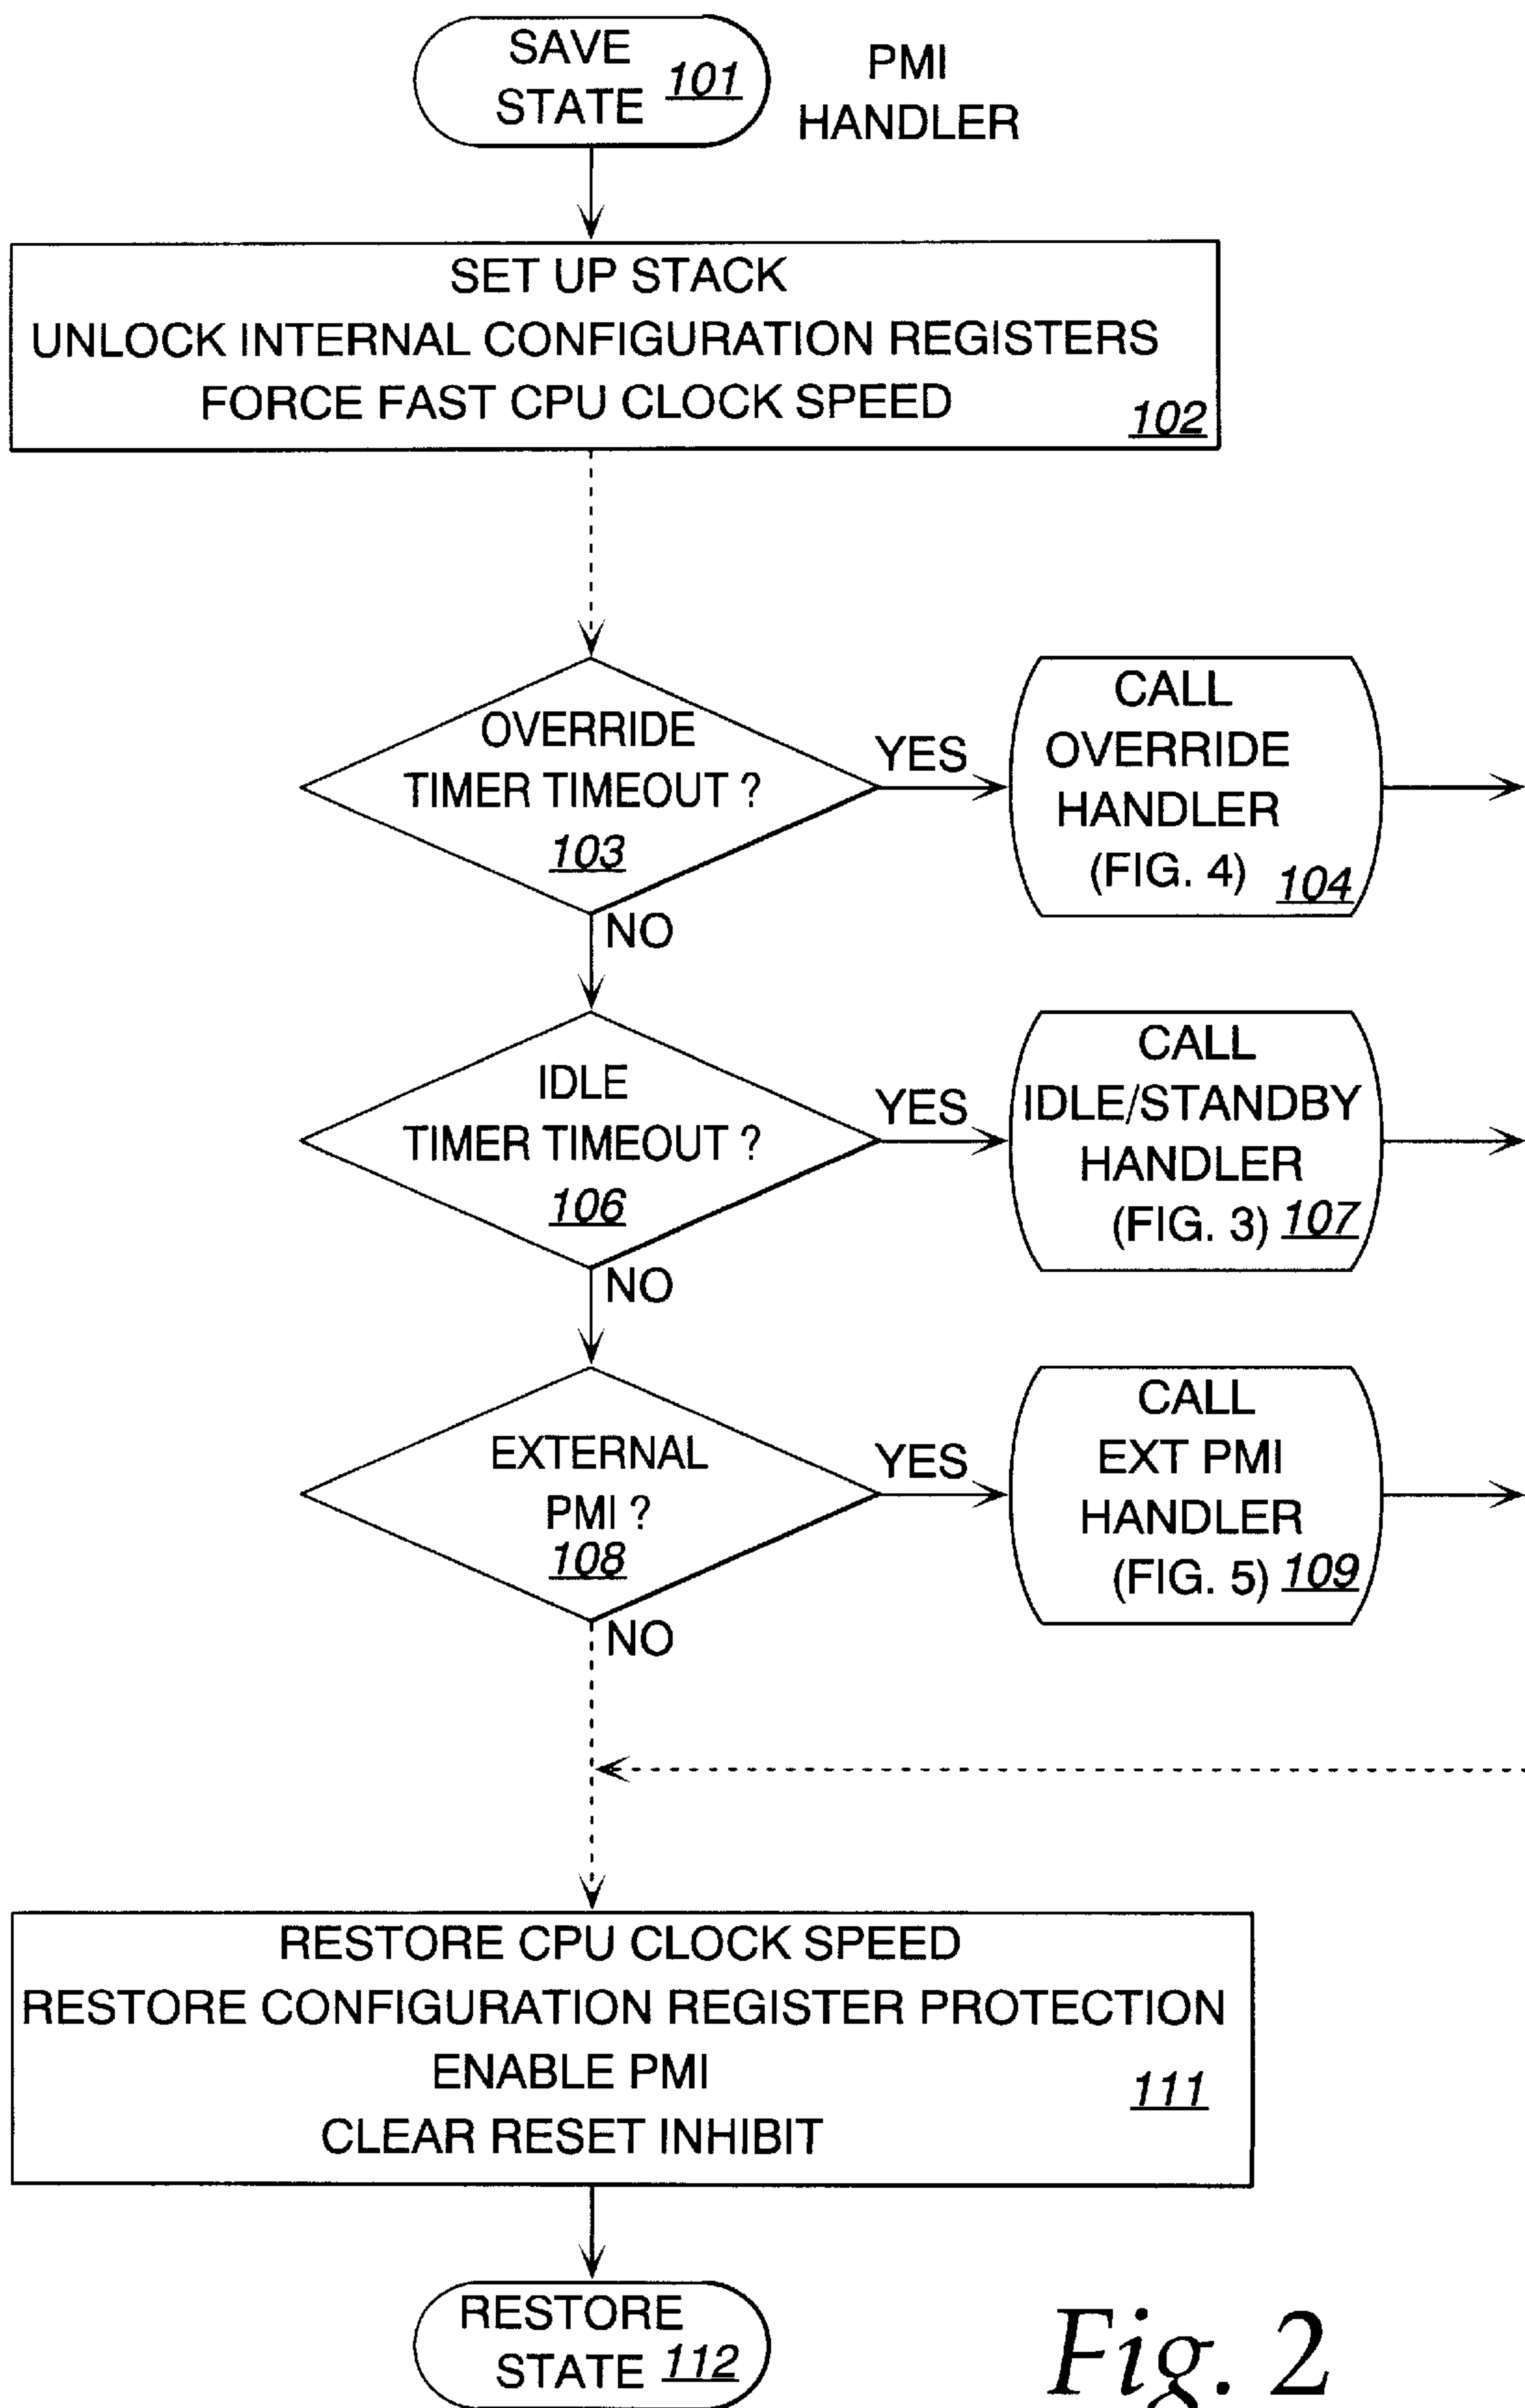 SAVE
STATE 101
PMI
HANDLER
SET UP STACK
UNLOCK INTERNAL CONFIGURATION REGISTERS
FORCE FAST CPU CLOCK SPEED
102
OVERRIDE
TIMER TIMEOUT ?
103
YES
NO
CALL
OVERRIDE
HANDLER
(FIG. 4) 104
IDLE
TIMER TIMEOUT ?
106
YES
NO
CALL
IDLE/STANDBY
HANDLER
(FIG. 3) 107
EXTERNAL
PMI ?
108
YES
NO
CALL
EXT PMI
HANDLER
(FIG. 5) 109
RESTORE CPU CLOCK SPEED
RESTORE CONFIGURATION REGISTER PROTECTION
ENABLE PMI
CLEAR RESET INHIBIT
111
RESTORE
STATE 112
Fig. 2